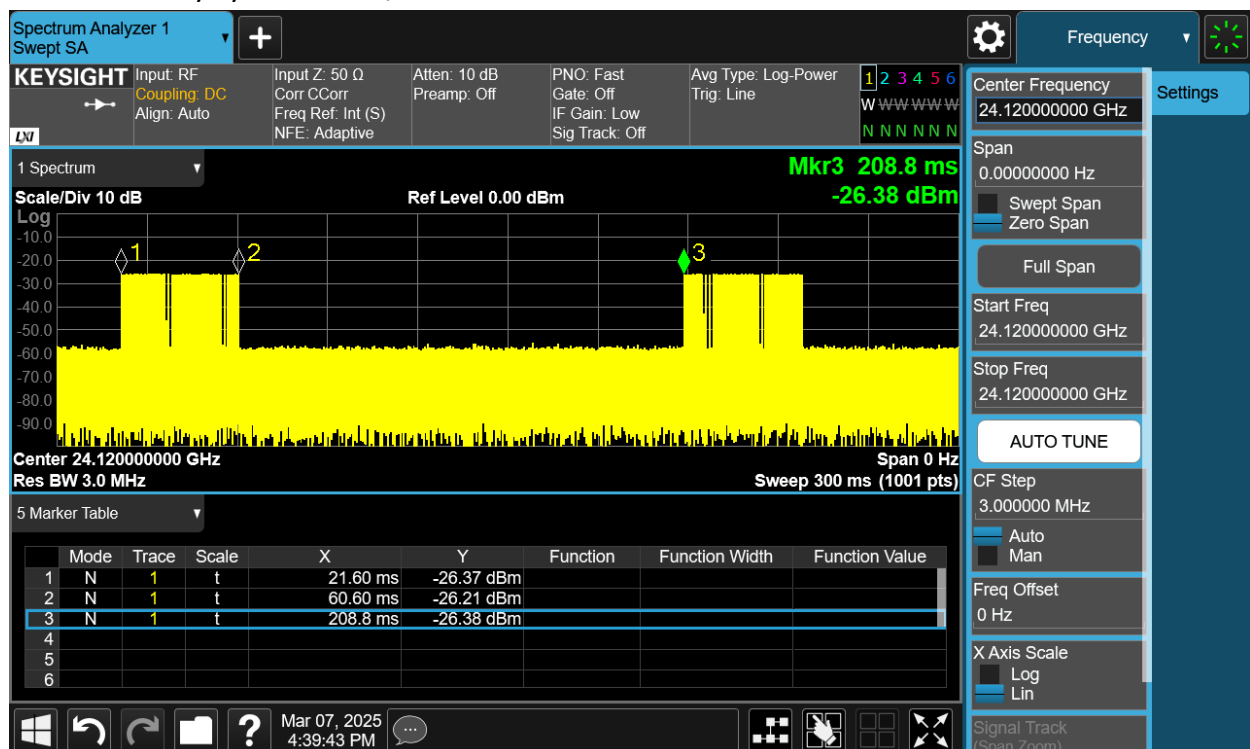 Spectrum Analyzer 1
Swept SA
+
Frequency
KEYSIGHT
LXI
Input: RF
Coupling: DC
Align: Auto
Input Z: 50 Ω
Corr CCorr
Freq Ref: Int (S)
NFE: Adaptive
Atten: 10 dB
Preamp: Off
PNO: Fast
Gate: Off
IF Gain: Low
Sig Track: Off
Avg Type: Log-Power
Trig: Line
1 2 3 4 5 6
W W W W W W
N N N N N N
1 Spectrum
Scale/Div 10 dB
Ref Level 0.00 dBm
Mkr3 208.8 ms
-26.38 dBm
Log
-10.0
-20.0
-30.0
-40.0
-50.0
-60.0
-70.0
-80.0
-90.0
1
2
3
Center 24.120000000 GHz
Span 0 Hz
Res BW 3.0 MHz
Sweep 300 ms (1001 pts)
5 Marker Table
Mode Trace Scale X Y Function Function Width Function Value
1 N 1 t 21.60 ms -26.37 dBm
2 N 1 t 60.60 ms -26.21 dBm
3 N 1 t 208.8 ms -26.38 dBm
4
5
6
?
Mar 07, 2025
4:39:43 PM
Center Frequency
24.120000000 GHz
Settings
Span
0.00000000 Hz
Swept Span
Zero Span
Full Span
Start Freq
24.120000000 GHz
Stop Freq
24.120000000 GHz
AUTO TUNE
CF Step
3.000000 MHz
Auto
Man
Freq Offset
0 Hz
X Axis Scale
Log
Lin
Signal Track
(Span Zoom)